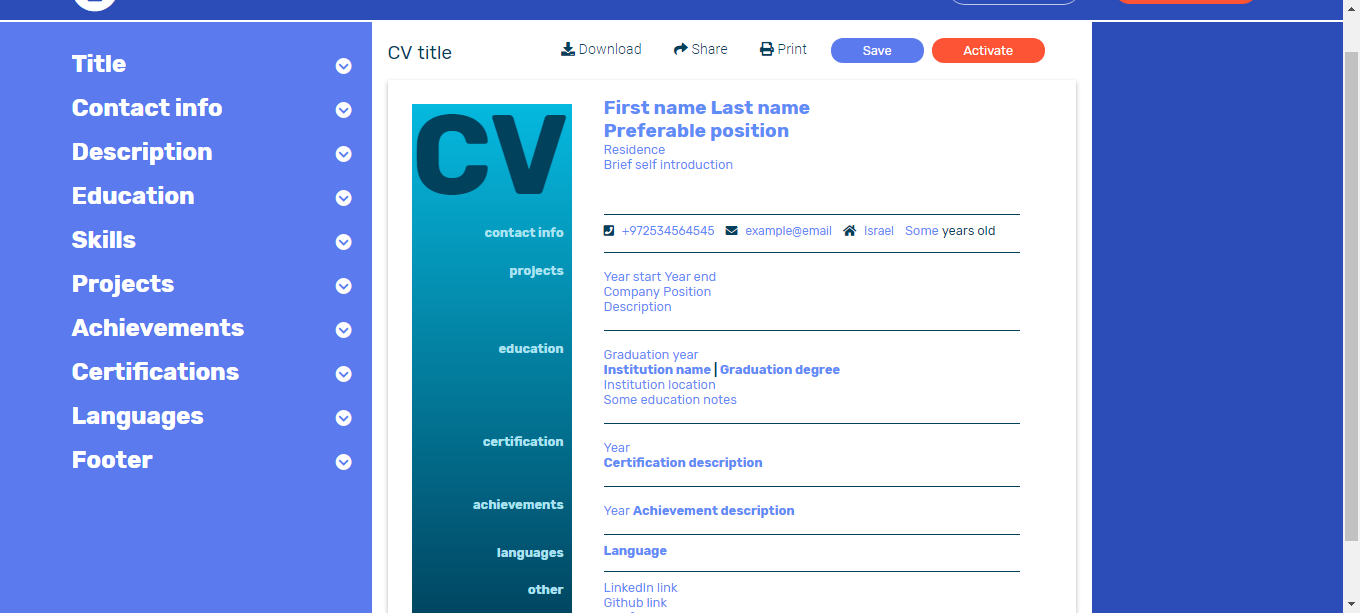 Title
Contact info
Description
Education
Skills
Projects
Achievements
Certifications
Languages
Footer
CV title
Download
Share
Print
Save
Activate
CV
First name Last name
Preferable position
Residence
Brief self introduction
contact info
+972534564545 example@email Israel Some years old
projects
Year start Year end
Company Position
Description
education
Graduation year
Institution name | Graduation degree
Institution location
Some education notes
certification
Year
Certification description
achievements
Year Achievement description
languages
Language
other
LinkedIn link
Github link